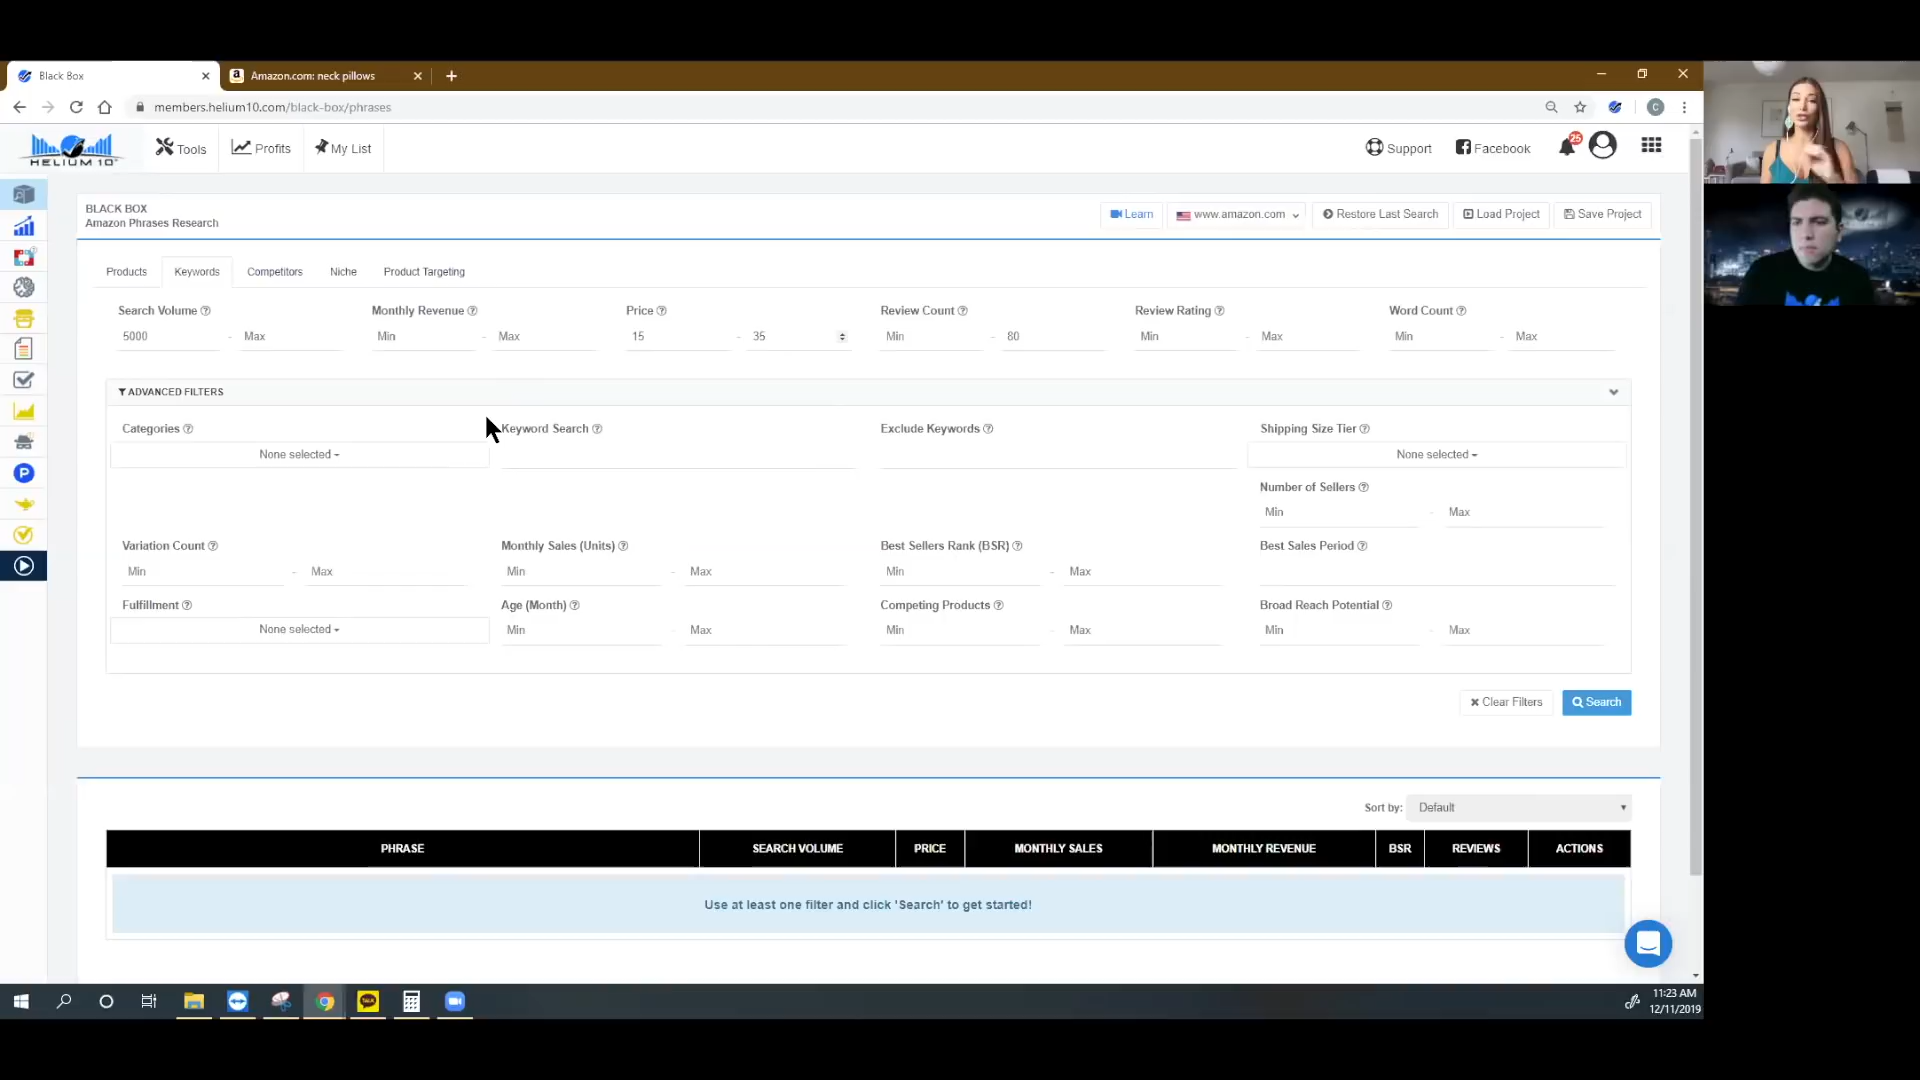 Black Box
Amazon.com: neck pillows
members.helium10.com/black-box/phrases
C
HELIUM 10
Tools
Profits
My List
Support
Facebook
25
BLACK BOX
Amazon Phrases Research
Learn
www.amazon.com
Restore Last Search
Load Project
Save Project
Products
Keywords
Competitors
Niche
Product Targeting
Search Volume
Monthly Revenue
Price
Review Count
Review Rating
Word Count
5000 - Max
Min - Max
15 - 35
Min - 80
Min - Max
Min - Max
ADVANCED FILTERS
Categories
Keyword Search
Exclude Keywords
Shipping Size Tier
None selected
None selected
Number of Sellers
Min - Max
Variation Count
Monthly Sales (Units)
Best Sellers Rank (BSR)
Best Sales Period
Min - Max
Min - Max
Min - Max
Fulfillment
Age (Month)
Competing Products
Broad Reach Potential
None selected
Min - Max
Min - Max
Min - Max
Clear Filters
Search
Sort by: Default
PHRASE
SEARCH VOLUME
PRICE
MONTHLY SALES
MONTHLY REVENUE
BSR
REVIEWS
ACTIONS
Use at least one filter and click 'Search' to get started!
P
TALK
11:23 AM
12/11/2019